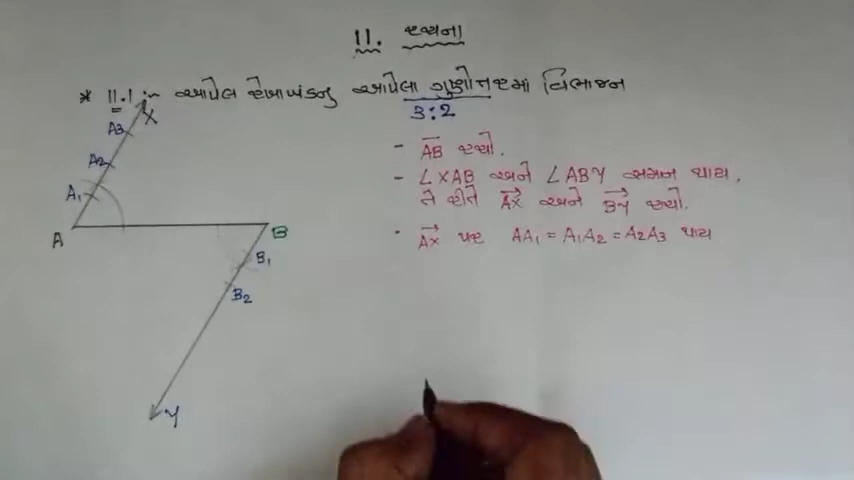 11. રચના
* 11.1 :~ આપેલ રેખાખંડનુ આપેલા ગુણોત્તરમાં વિભાજન
3:2
- AB રચો.
- ∠XAB અને ∠ABY સમાન થાય,
તે રીતે AX અને BY રચો.
- AX પર AA₁ = A₁A₂ = A₂A₃ થાય
X
A₃
A₂
A₁
A
B
B₁
B₂
Y